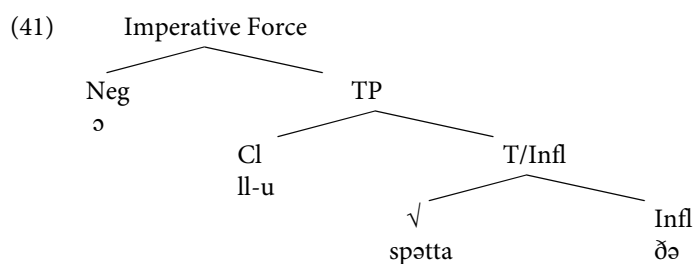 (41) Imperative Force
Neg TP
ɔ
Cl T/Infl
ll-u
√ Infl
spətta ðə